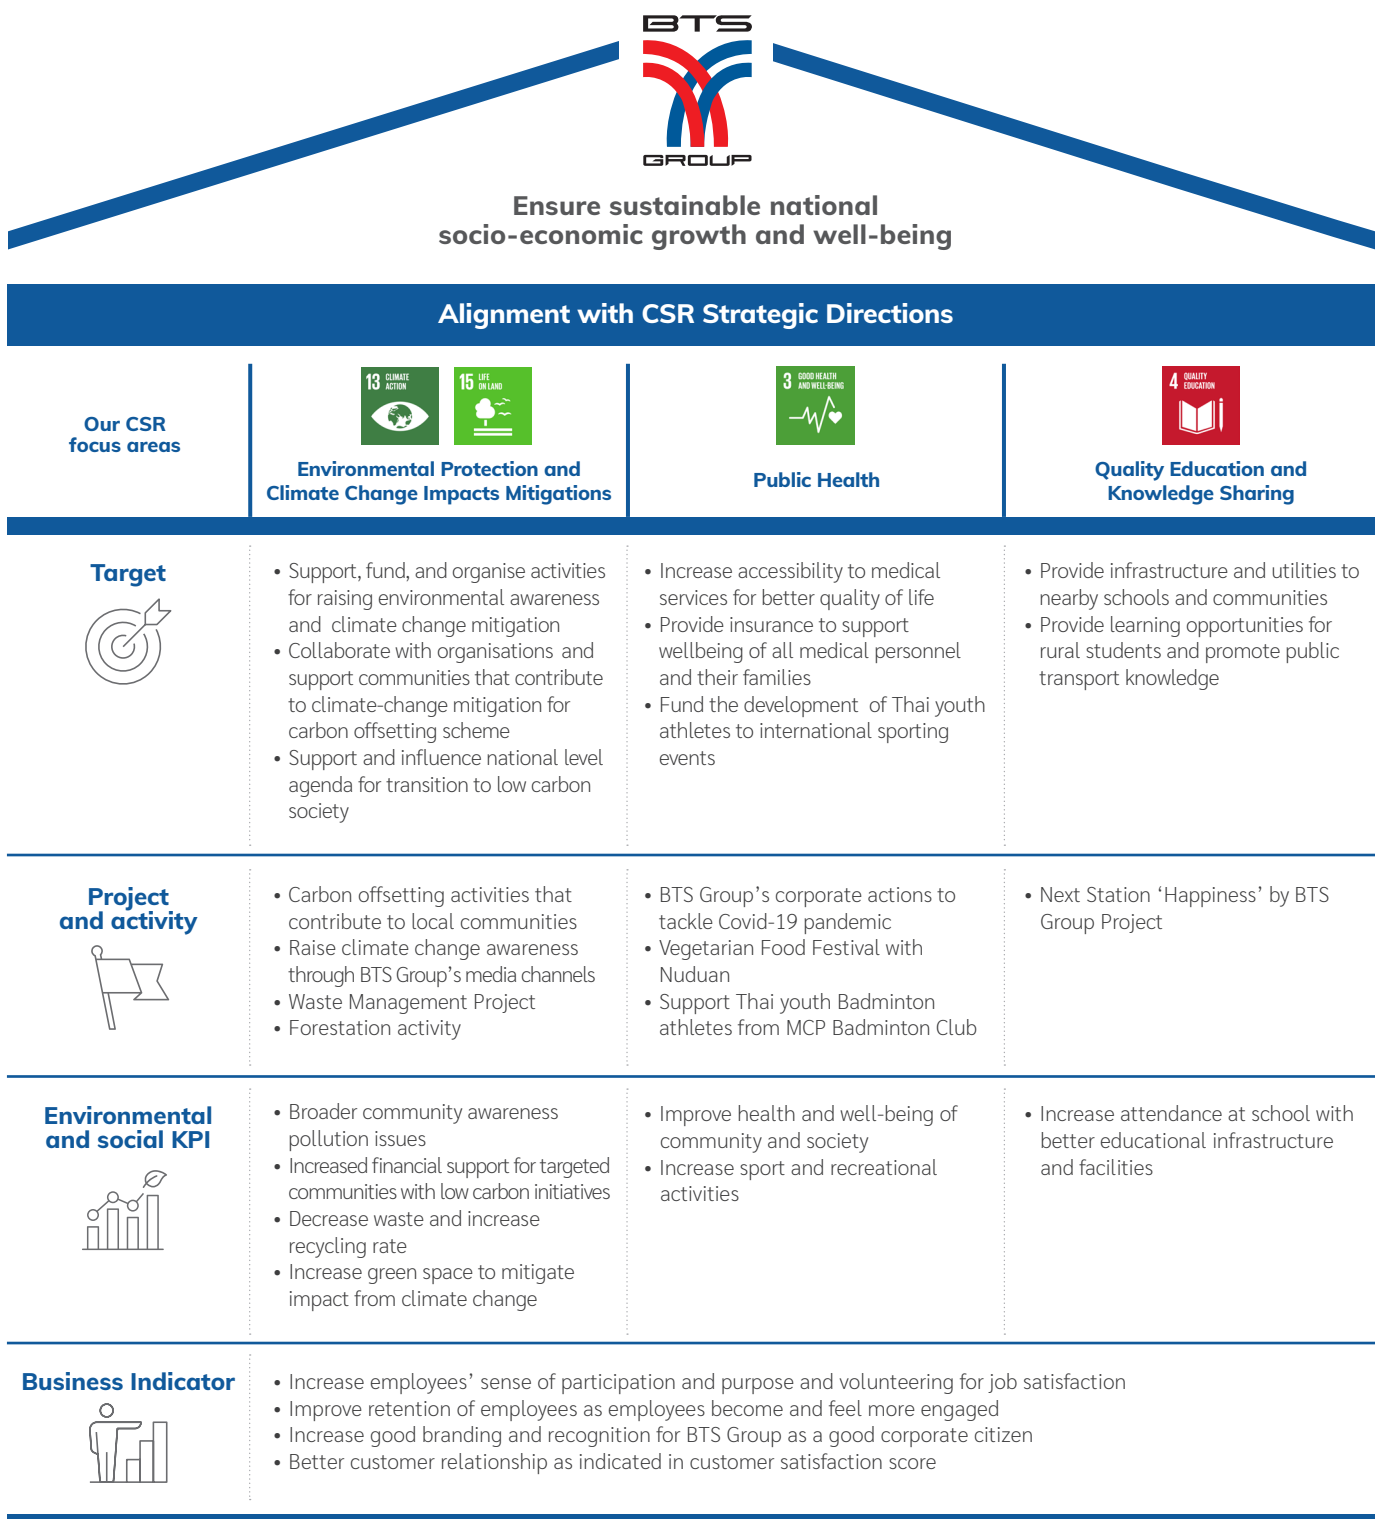 BTS
GROUP
Ensure sustainable national
socio-economic growth and well-being
Alignment with CSR Strategic Directions
Our CSR
focus areas
13 CLIMATE
ACTION
15 LIFE
ON LAND
Environmental Protection and
Climate Change Impacts Mitigations
3 GOOD HEALTH
AND WELL-BEING
Public Health
4 QUALITY
EDUCATION
Quality Education and
Knowledge Sharing
Target
• Support, fund, and organise activities
for raising environmental awareness
and climate change mitigation
• Collaborate with organisations and
support communities that contribute
to climate-change mitigation for
carbon offsetting scheme
• Support and influence national level
agenda for transition to low carbon
society
• Increase accessibility to medical
services for better quality of life
• Provide insurance to support
wellbeing of all medical personnel
and their families
• Fund the development of Thai youth
athletes to international sporting
events
• Provide infrastructure and utilities to
nearby schools and communities
• Provide learning opportunities for
rural students and promote public
transport knowledge
Project
and activity
• Carbon offsetting activities that
contribute to local communities
• Raise climate change awareness
through BTS Group's media channels
• Waste Management Project
• Forestation activity
• BTS Group's corporate actions to
tackle Covid-19 pandemic
• Vegetarian Food Festival with
Nuduan
• Support Thai youth Badminton
athletes from MCP Badminton Club
• Next Station 'Happiness' by BTS
Group Project
Environmental
and social KPI
• Broader community awareness
pollution issues
• Increased financial support for targeted
communities with low carbon initiatives
• Decrease waste and increase
recycling rate
• Increase green space to mitigate
impact from climate change
• Improve health and well-being of
community and society
• Increase sport and recreational
activities
• Increase attendance at school with
better educational infrastructure
and facilities
Business Indicator
• Increase employees' sense of participation and purpose and volunteering for job satisfaction
• Improve retention of employees as employees become and feel more engaged
• Increase good branding and recognition for BTS Group as a good corporate citizen
• Better customer relationship as indicated in customer satisfaction score